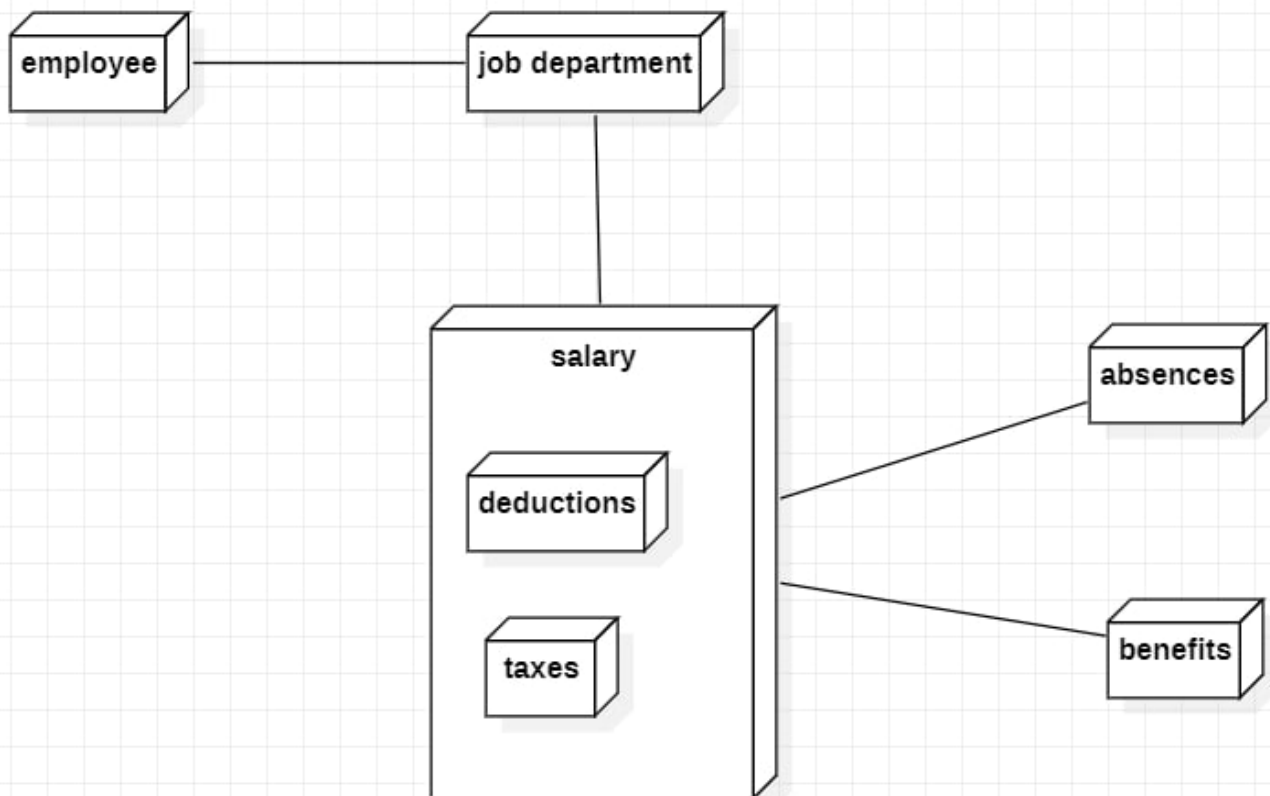 employee
job department
salary
absences
deductions
benefits
taxes